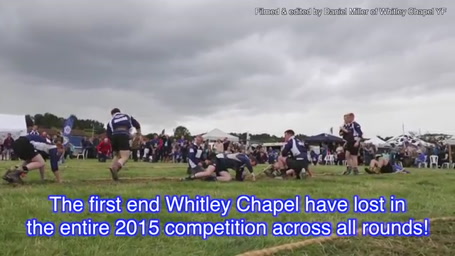 Filmed & edited by Daniel Miller of Whitley Chapel YF
The first end Whitley Chapel have lost in
the entire 2015 competition across all rounds!